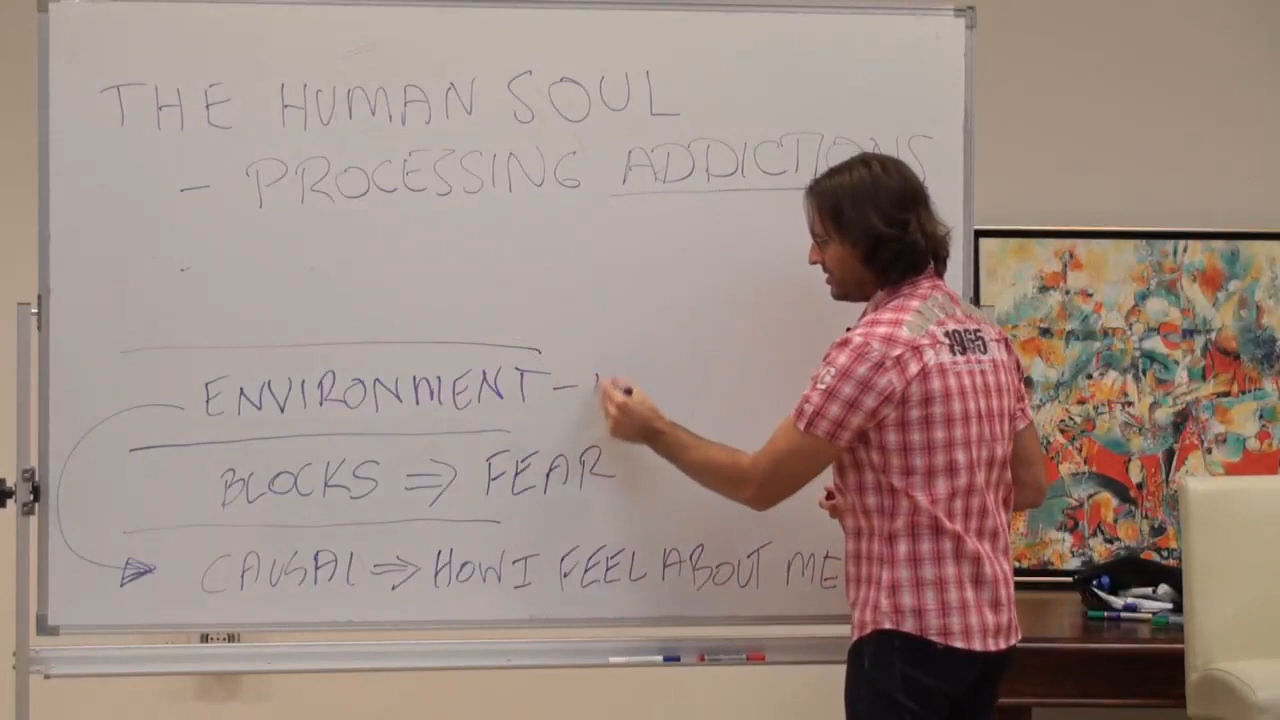 THE HUMAN SOUL
- PROCESSING ADDICTIONS
-
ENVIRONMENT -
BLOCKS ⇒ FEAR
CAUSAL ⇒ HOW I FEEL ABOUT ME
1965